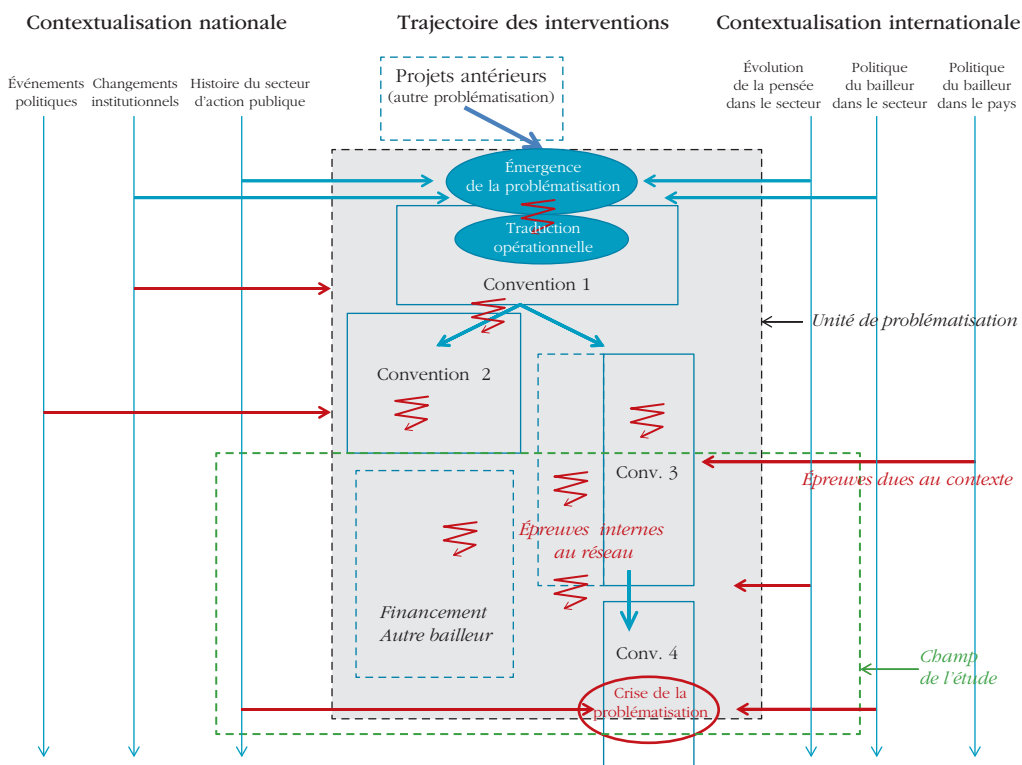 Contextualisation nationale
Trajectoire des interventions
Contextualisation internationale
Événements
politiques
Changements
institutionnels
Histoire du secteur
d'action publique
Projets antérieurs
(autre problématisation)
Évolution
de la pensée
dans le secteur
Politique
du bailleur
dans le secteur
Politique
du bailleur
dans le pays
Émergence
de la problématisation
Traduction
opérationnelle
Convention 1
Unité de problématisation
Convention 2
Conv. 3
Épreuves dues au contexte
Épreuves internes
au réseau
Financement
Autre bailleur
Conv. 4
Champ
de l'étude
Crise de la
problématisation